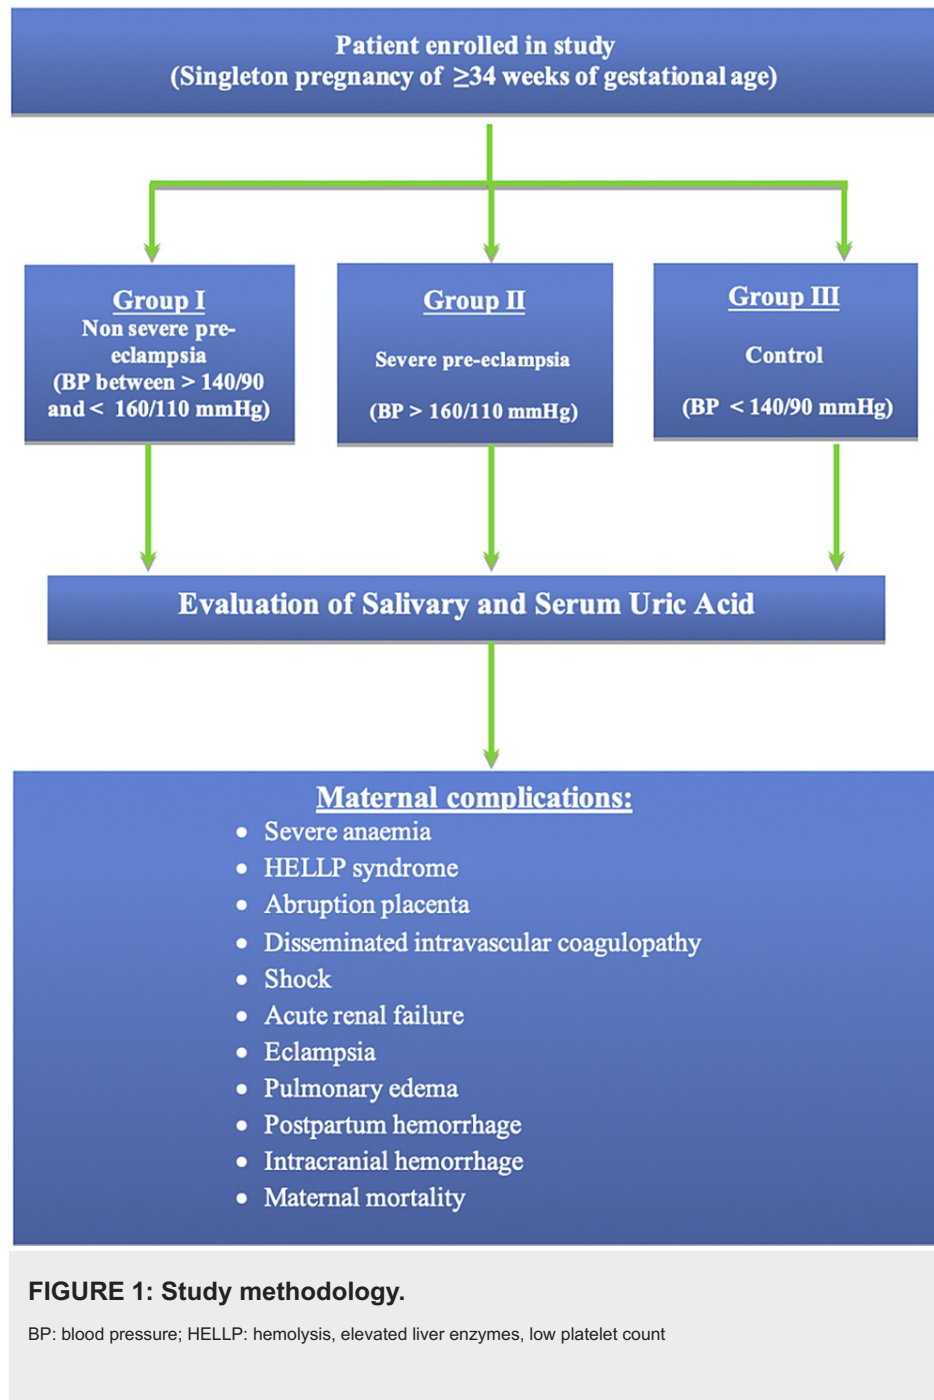 Patient enrolled in study
(Singleton pregnancy of ≥34 weeks of gestational age)
Group I
Non severe pre-
eclampsia
(BP between > 140/90
and < 160/110 mmHg)
Group II
Severe pre-eclampsia
(BP > 160/110 mmHg)
Group III
Control
(BP < 140/90 mmHg)
Evaluation of Salivary and Serum Uric Acid
Maternal complications:
• Severe anaemia
• HELLP syndrome
• Abruption placenta
• Disseminated intravascular coagulopathy
• Shock
• Acute renal failure
• Eclampsia
• Pulmonary edema
• Postpartum hemorrhage
• Intracranial hemorrhage
• Maternal mortality
FIGURE 1: Study methodology.
BP: blood pressure; HELLP: hemolysis, elevated liver enzymes, low platelet count